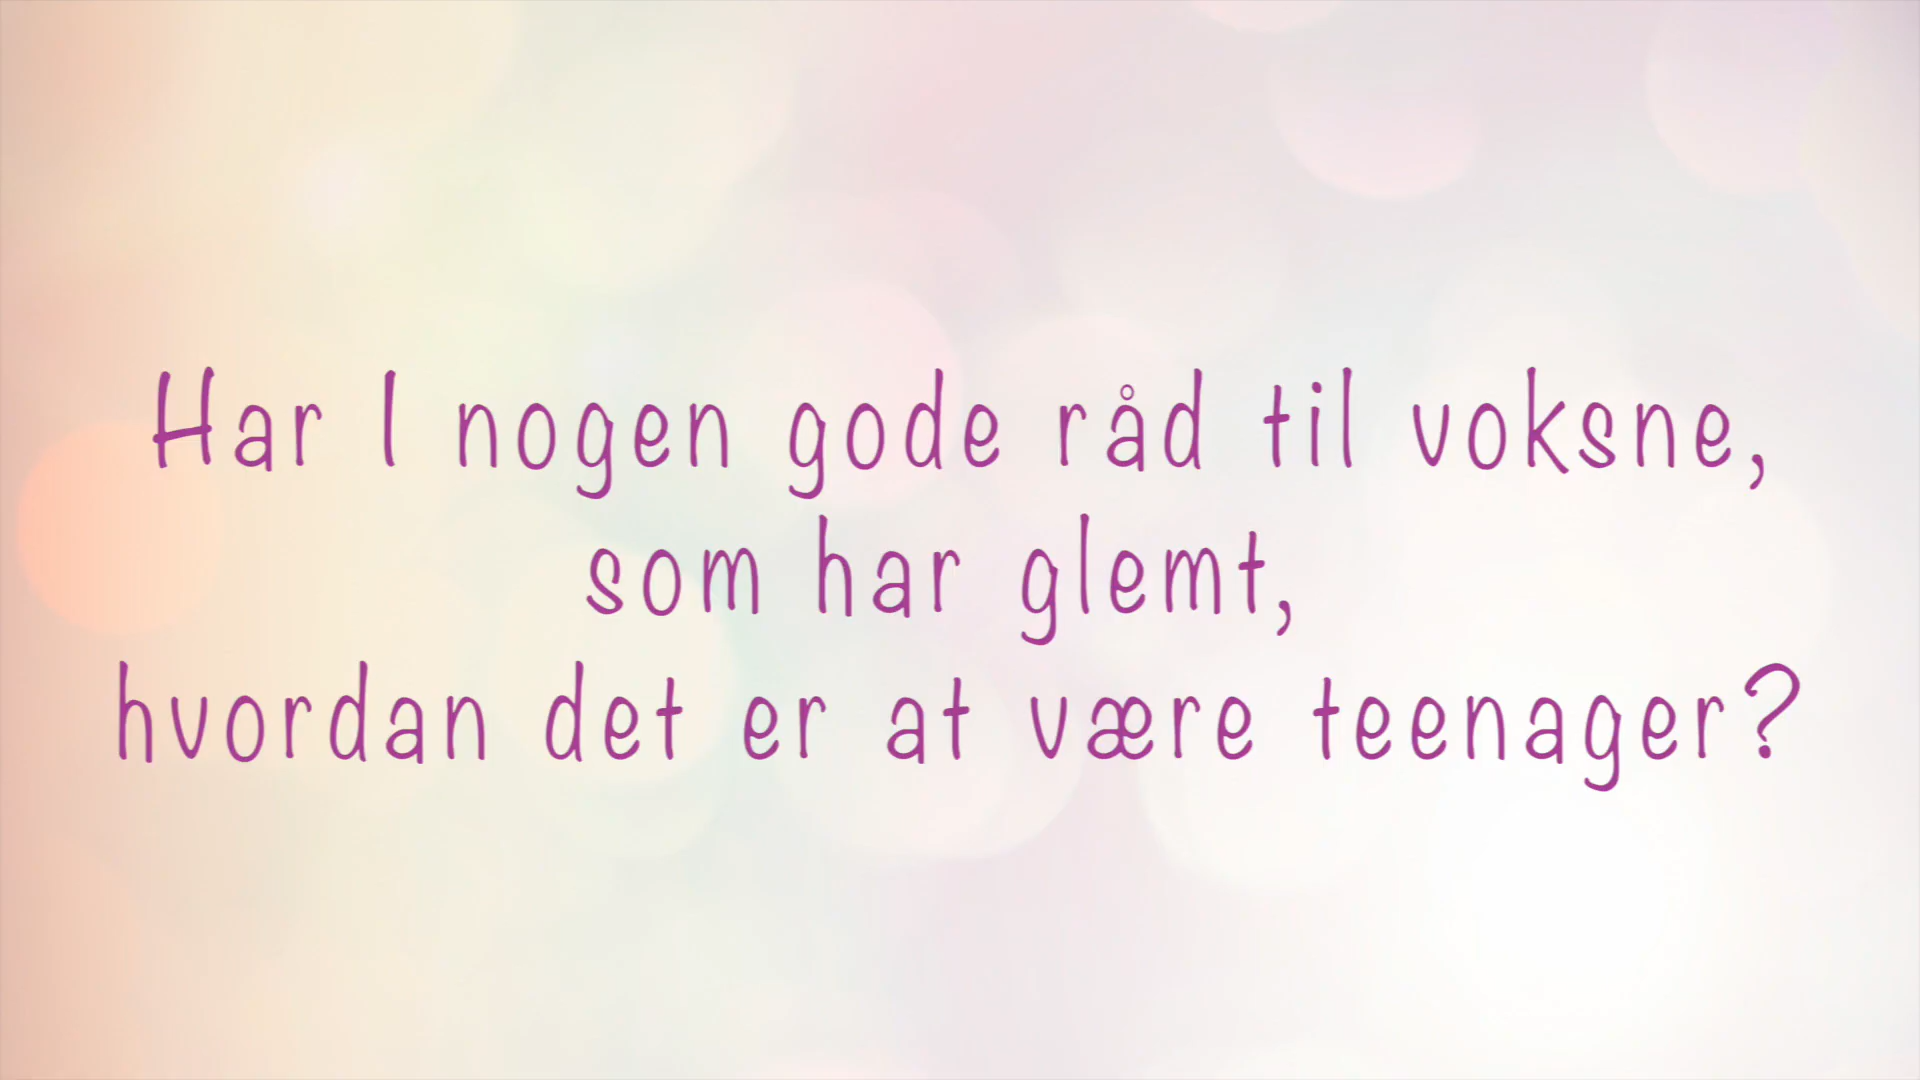 Har I nogen gode råd til voksne,
som har glemt,
hvordan det er at være teenager?